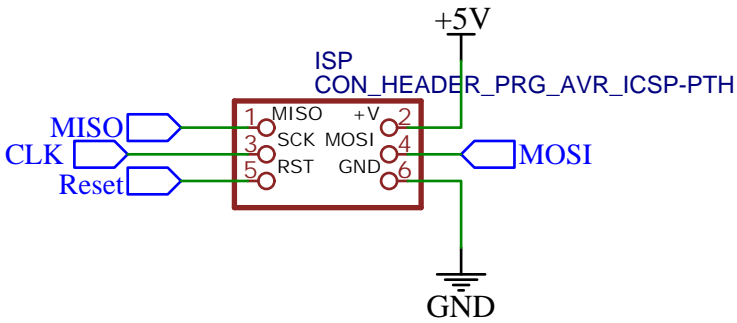 +5V
ISP
CON_HEADER_PRG_AVR_ICSP-PTH
MISO 1 MISO +V 2
CLK 3 SCK MOSI 4 MOSI
Reset 5 RST GND 6
GND